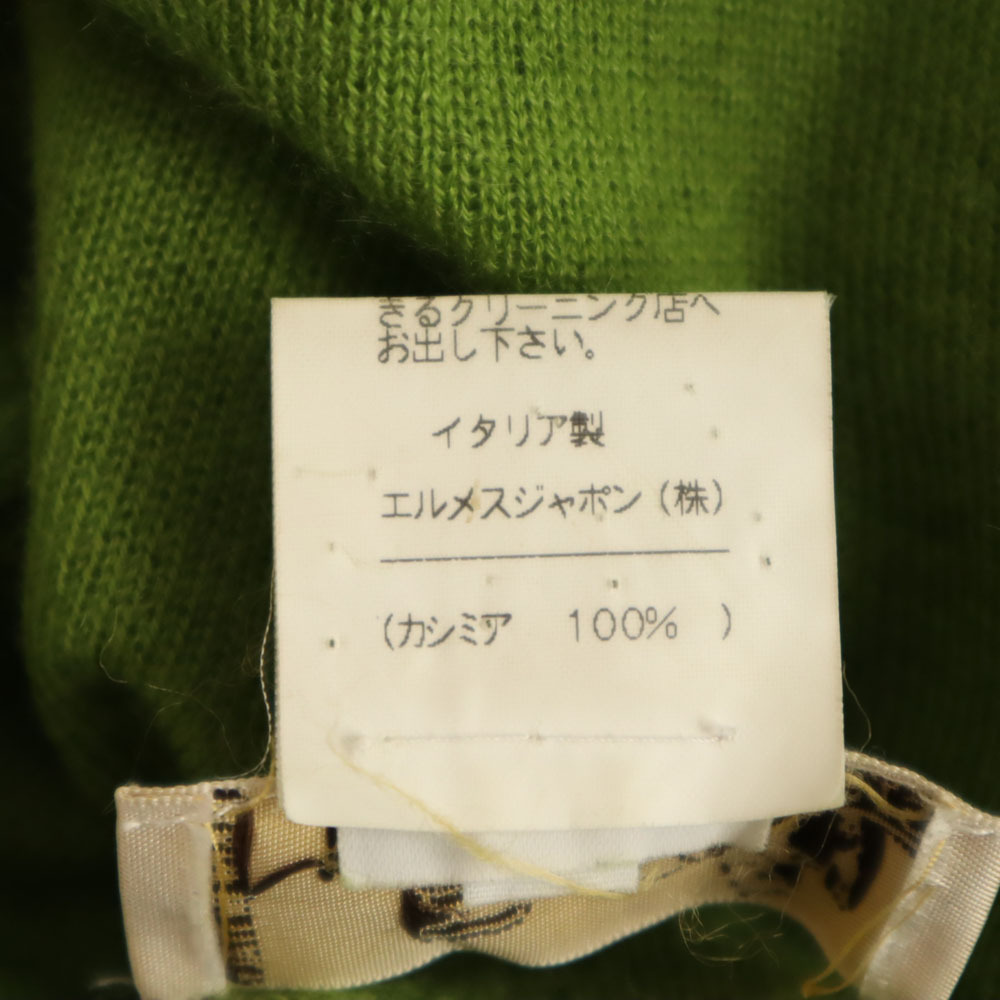 きるクリーニング店へ
お出し下さい。
イタリア製
エルメスジャポン（株）
（カシミア　100%　）